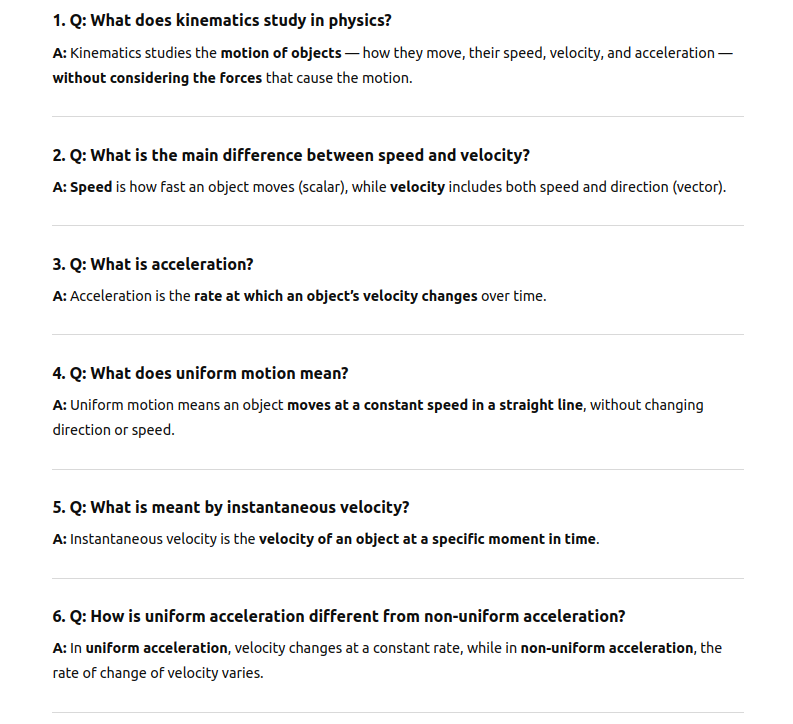 1. Q: What does kinematics study in physics?
A: Kinematics studies the motion of objects — how they move, their speed, velocity, and acceleration —
without considering the forces that cause the motion.
2. Q: What is the main difference between speed and velocity?
A: Speed is how fast an object moves (scalar), while velocity includes both speed and direction (vector).
3. Q: What is acceleration?
A: Acceleration is the rate at which an object’s velocity changes over time.
4. Q: What does uniform motion mean?
A: Uniform motion means an object moves at a constant speed in a straight line, without changing
direction or speed.
5. Q: What is meant by instantaneous velocity?
A: Instantaneous velocity is the velocity of an object at a specific moment in time.
6. Q: How is uniform acceleration different from non-uniform acceleration?
A: In uniform acceleration, velocity changes at a constant rate, while in non-uniform acceleration, the
rate of change of velocity varies.